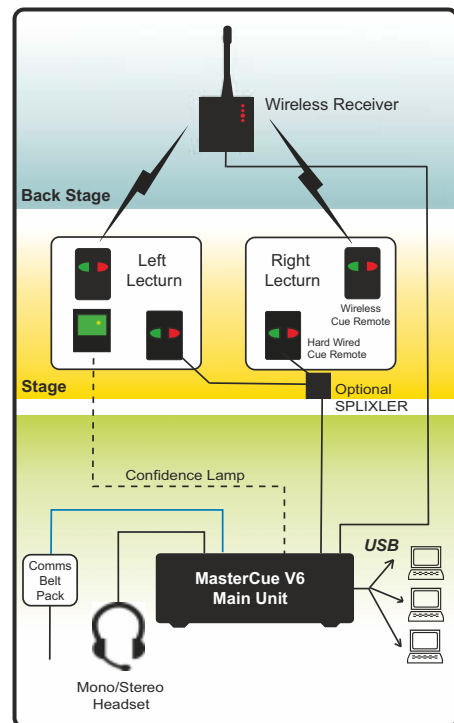 Wireless Receiver
Back Stage
Left
Lecturn
Right
Lecturn
Wireless
Cue Remote
Hard Wired
Cue Remote
Stage
Optional
SPLIXLER
Confidence Lamp
USB
Comms
Belt
Pack
MasterCue V6
Main Unit
Mono/Stereo
Headset